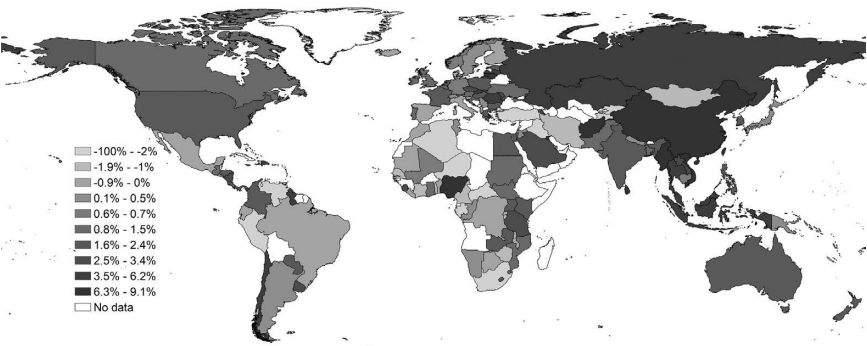 -100% - -2%
-1.9% - -1%
-0.9% - 0%
0.1% - 0.5%
0.6% - 0.7%
0.8% - 1.5%
1.6% - 2.4%
2.5% - 3.4%
3.5% - 6.2%
6.3% - 9.1%
No data